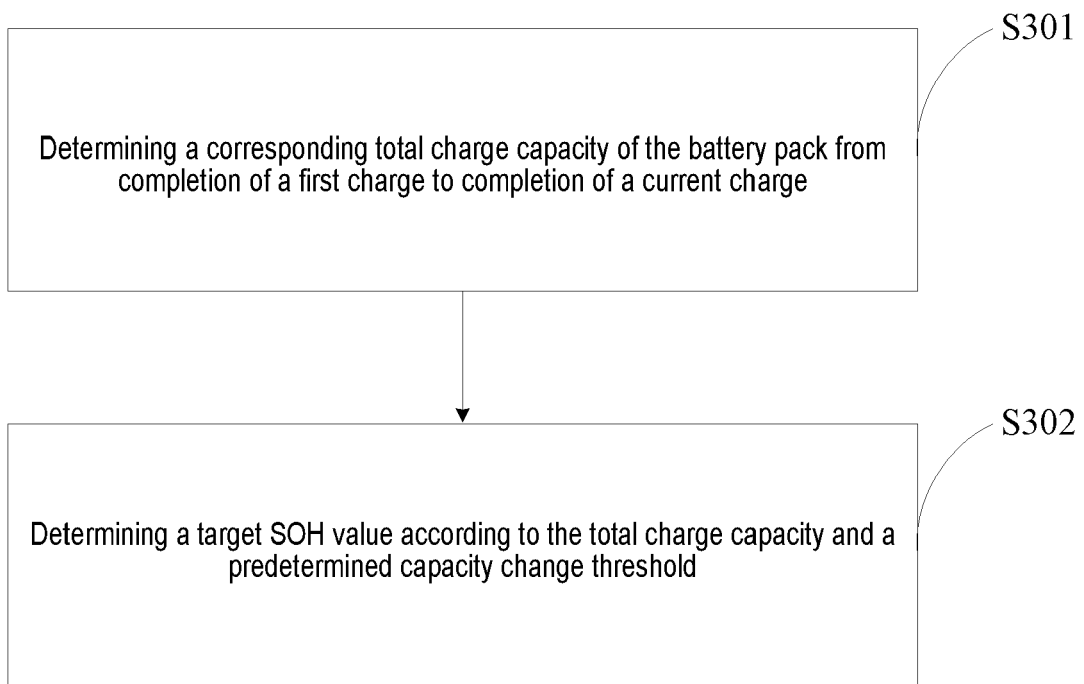 S301
Determining a corresponding total charge capacity of the battery pack from
completion of a first charge to completion of a current charge
S302
Determining a target SOH value according to the total charge capacity and a
predetermined capacity change threshold